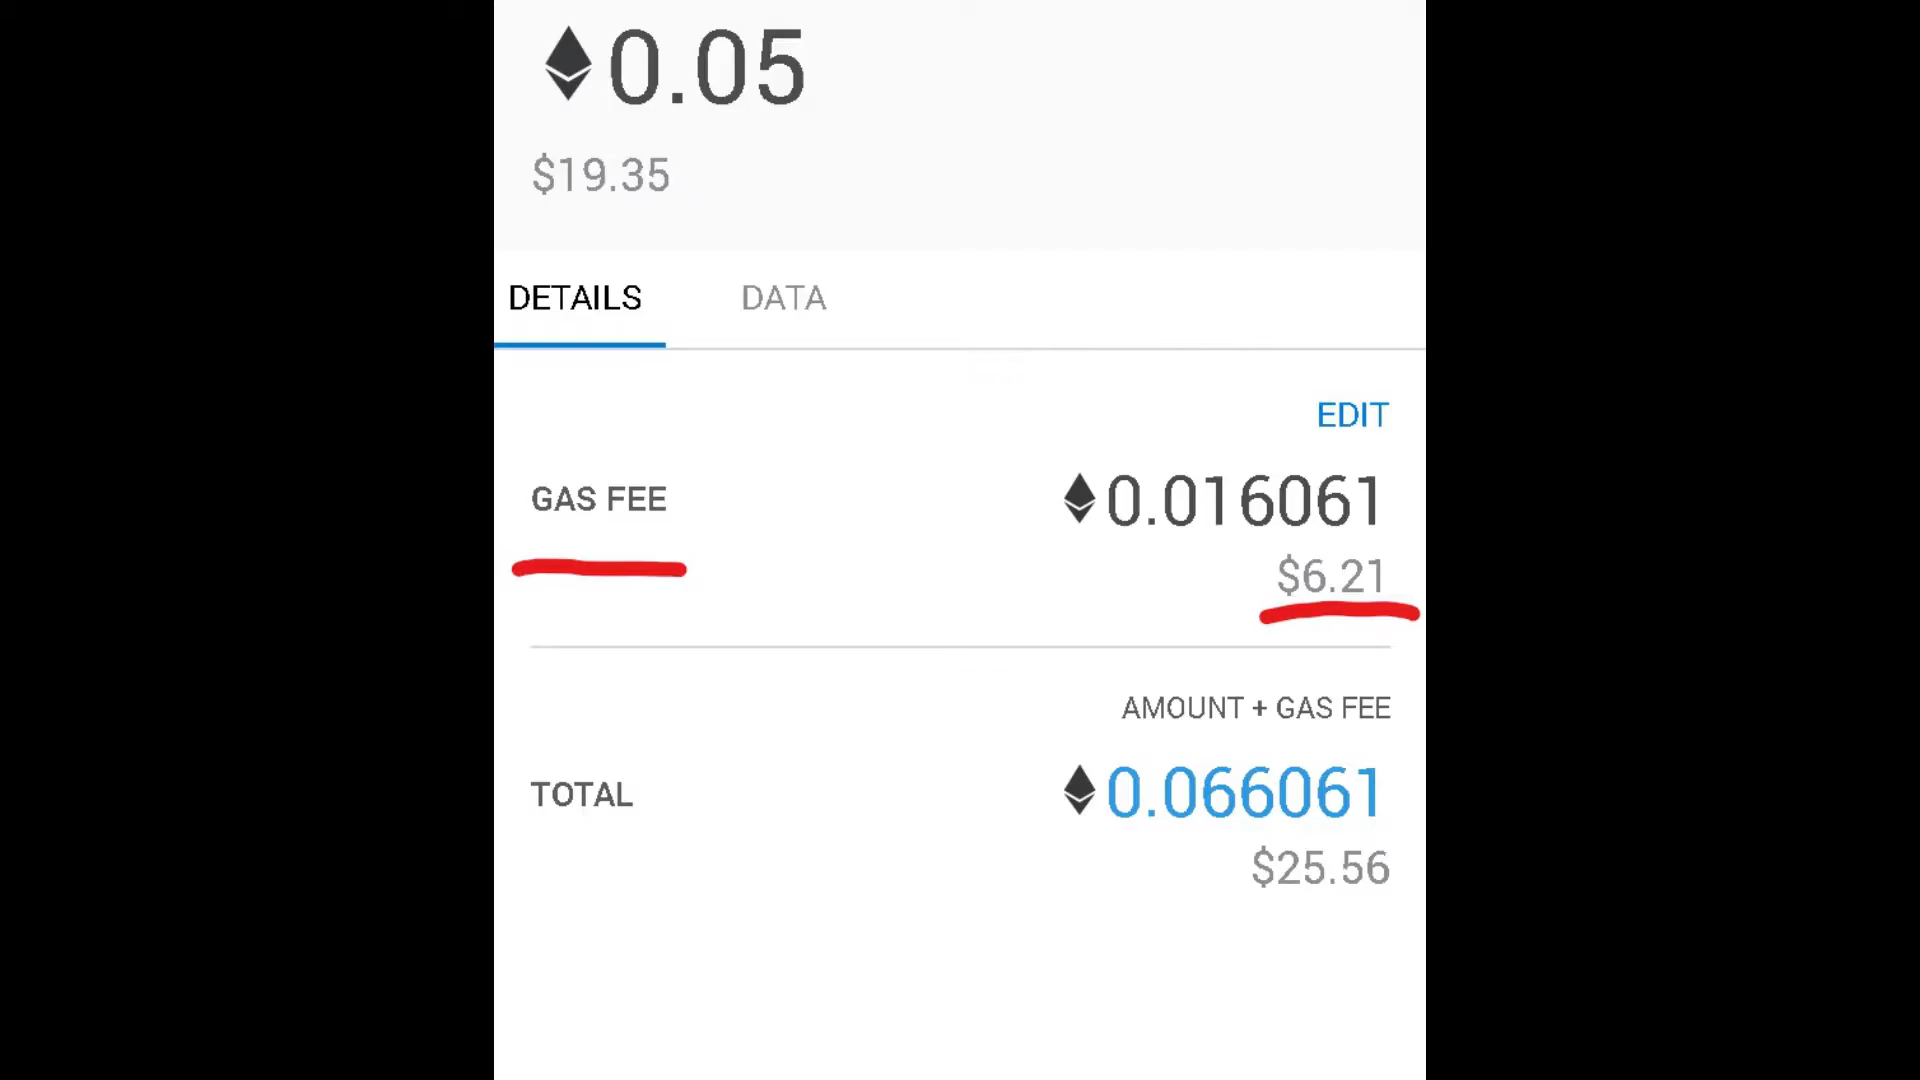 0.05
$19.35
DETAILS DATA
EDIT
GAS FEE 0.016061
$6.21
AMOUNT + GAS FEE
TOTAL 0.066061
$25.56